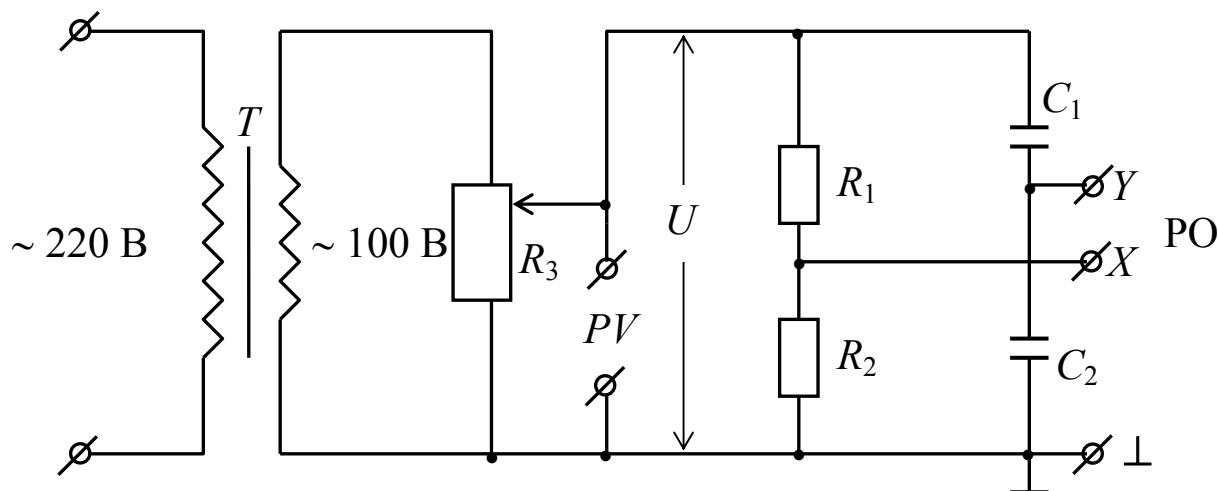 T
C₁
~ 220 В
~ 100 В
R₃
U
R₁
Y
X
PO
PV
R₂
C₂
⊥